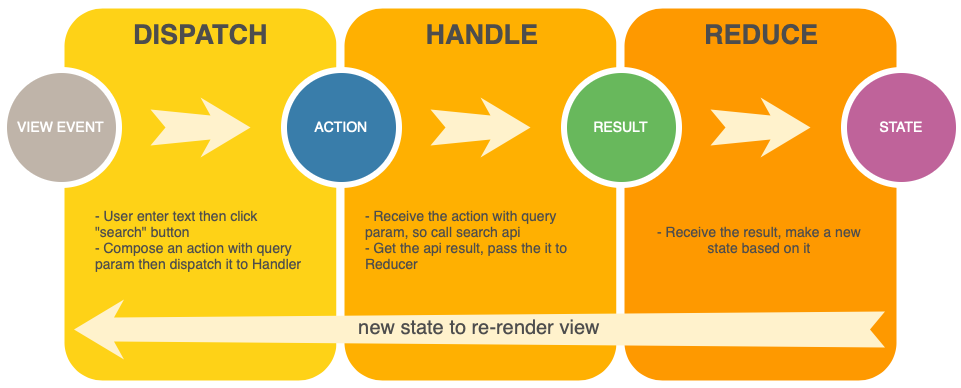 DISPATCH
HANDLE
REDUCE
VIEW EVENT
ACTION
RESULT
STATE
- User enter text then click
"search" button
- Compose an action with query
param then dispatch it to Handler
- Receive the action with query
param, so call search api
- Get the api result, pass the it to
Reducer
- Receive the result, make a new
state based on it
new state to re-render view